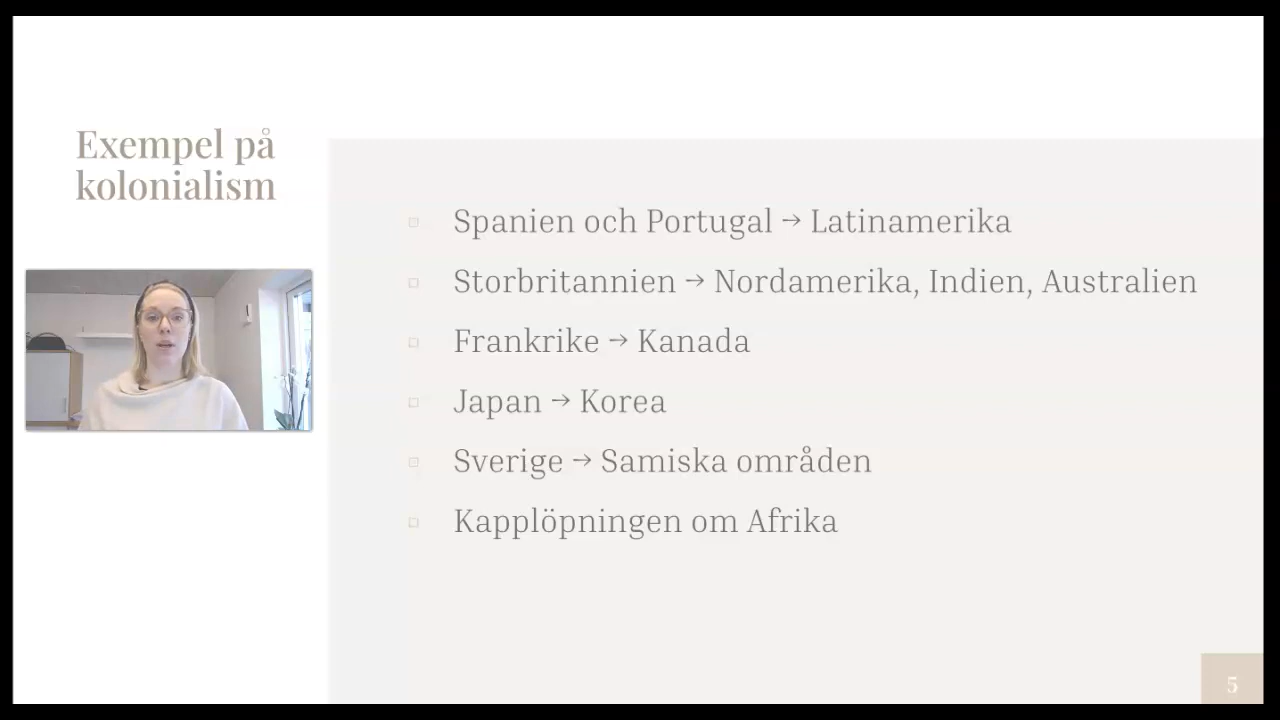 Exempel på
kolonialism
Spanien och Portugal → Latinamerika
Storbritannien → Nordamerika, Indien, Australien
Frankrike → Kanada
Japan → Korea
Sverige → Samiska områden
Kapplöpningen om Afrika
5